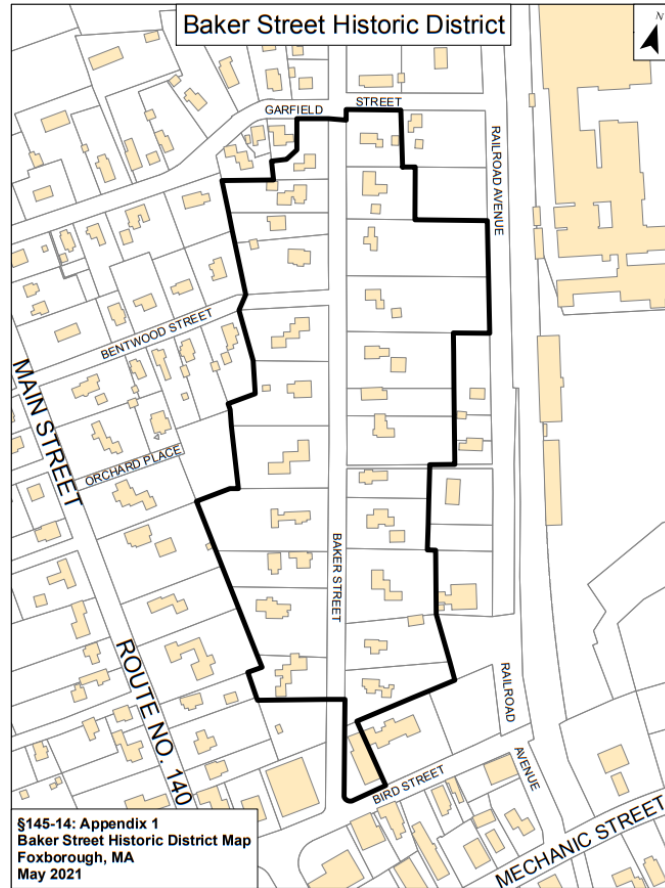 Baker Street Historic District
N
GARFIELD STREET
RAILROAD AVENUE
BENTWOOD STREET
MAIN STREET
ORCHARD PLACE
BAKER STREET
ROUTE NO. 140
RAILROAD
AVENUE
BIRD STREET
MECHANIC STREET
§145-14: Appendix 1
Baker Street Historic District Map
Foxborough, MA
May 2021